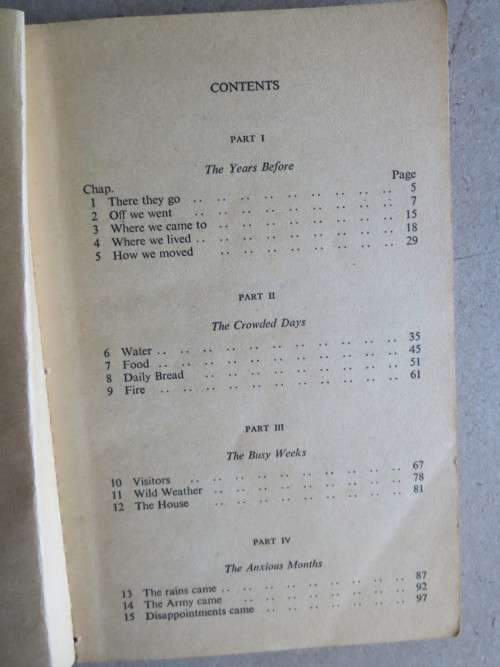 CONTENTS
PART I
The Years Before
Chap. Page
1 There they go .. .. .. .. .. .. .. .. .. 5
2 Off we went .. .. .. .. .. .. .. .. .. 7
3 Where we came to .. .. .. .. .. .. .. .. 15
4 Where we lived .. .. .. .. .. .. .. .. .. 18
5 How we moved .. .. .. .. .. .. .. .. 29
PART II
The Crowded Days
6 Water .. .. .. .. .. .. .. .. .. .. .. 35
7 Food .. .. .. .. .. .. .. .. .. .. .. 45
8 Daily Bread .. .. .. .. .. .. .. .. .. 51
9 Fire .. .. .. .. .. .. .. .. .. .. .. 61
PART III
The Busy Weeks
10 Visitors .. .. .. .. .. .. .. .. .. 67
11 Wild Weather .. .. .. .. .. .. .. .. .. 78
12 The House .. .. .. .. .. .. .. .. 81
PART IV
The Anxious Months
13 The rains came .. .. .. .. .. .. .. .. 87
14 The Army came .. .. .. .. .. .. .. 92
15 Disappointments came .. .. .. .. .. .. 97